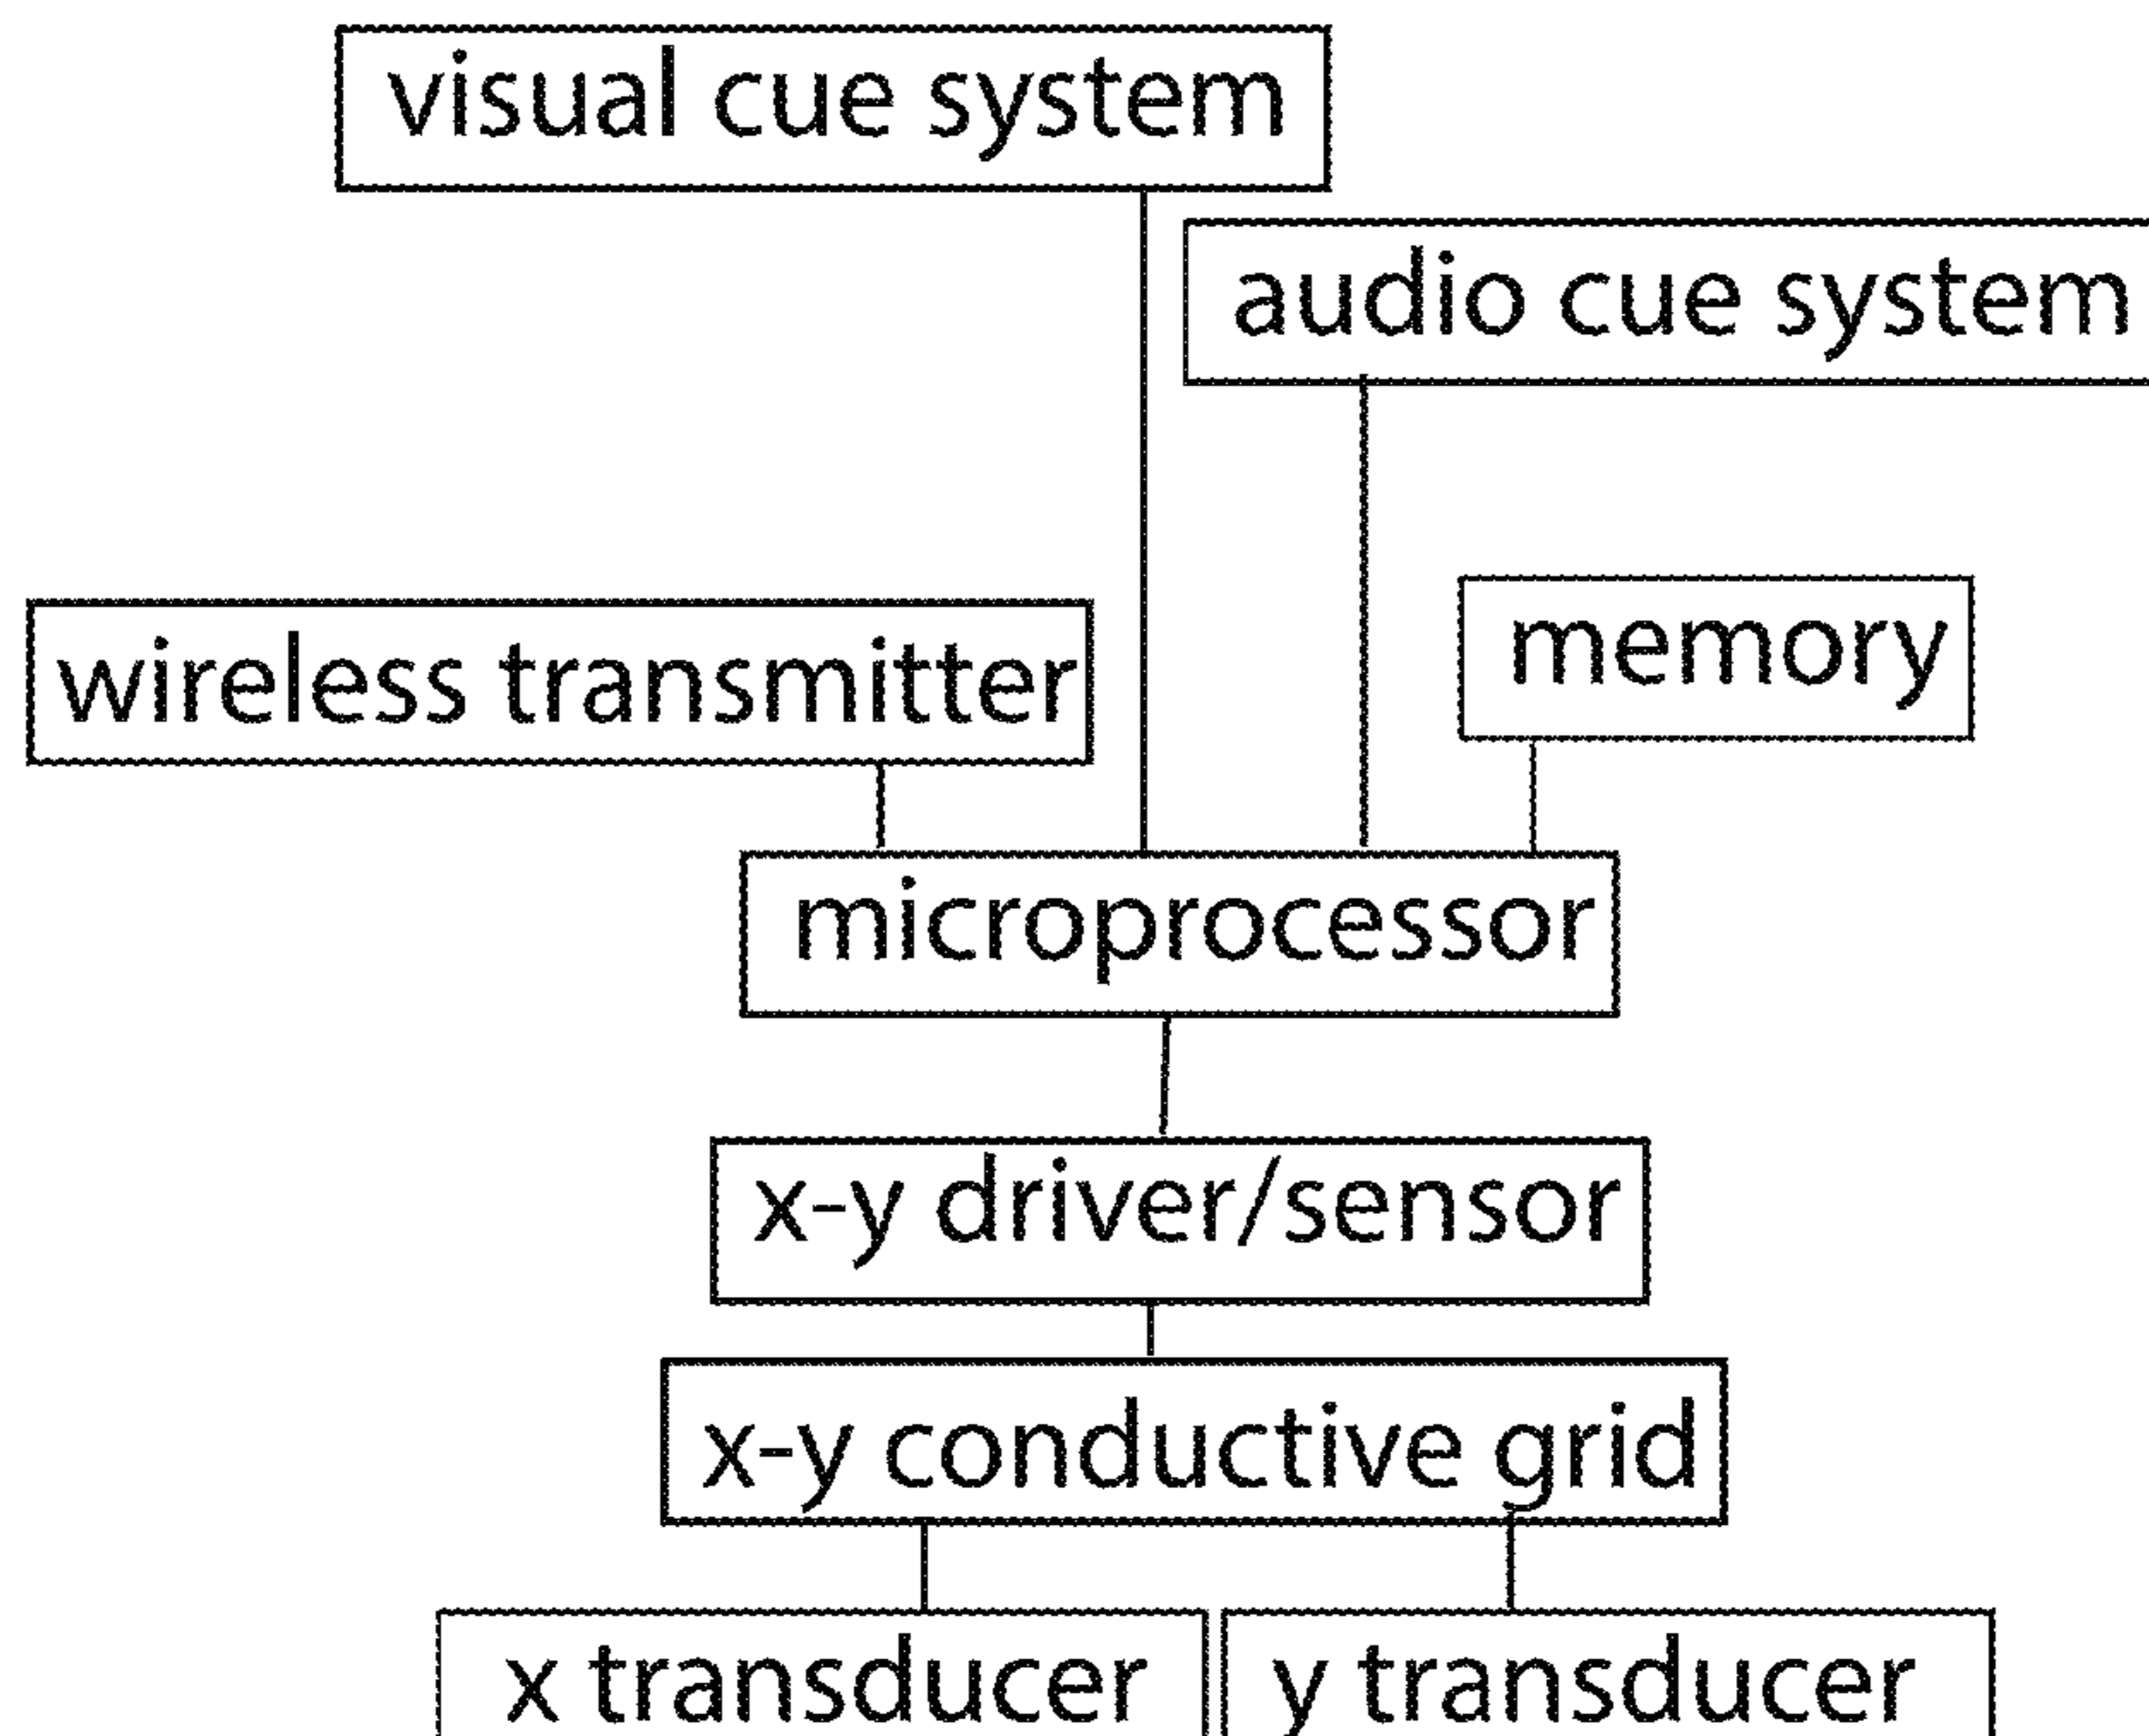 visual cue system
audio cue system
wireless transmitter
memory
microprocessor
x-y driver/sensor
x-y conductive grid
x transducer
y transducer